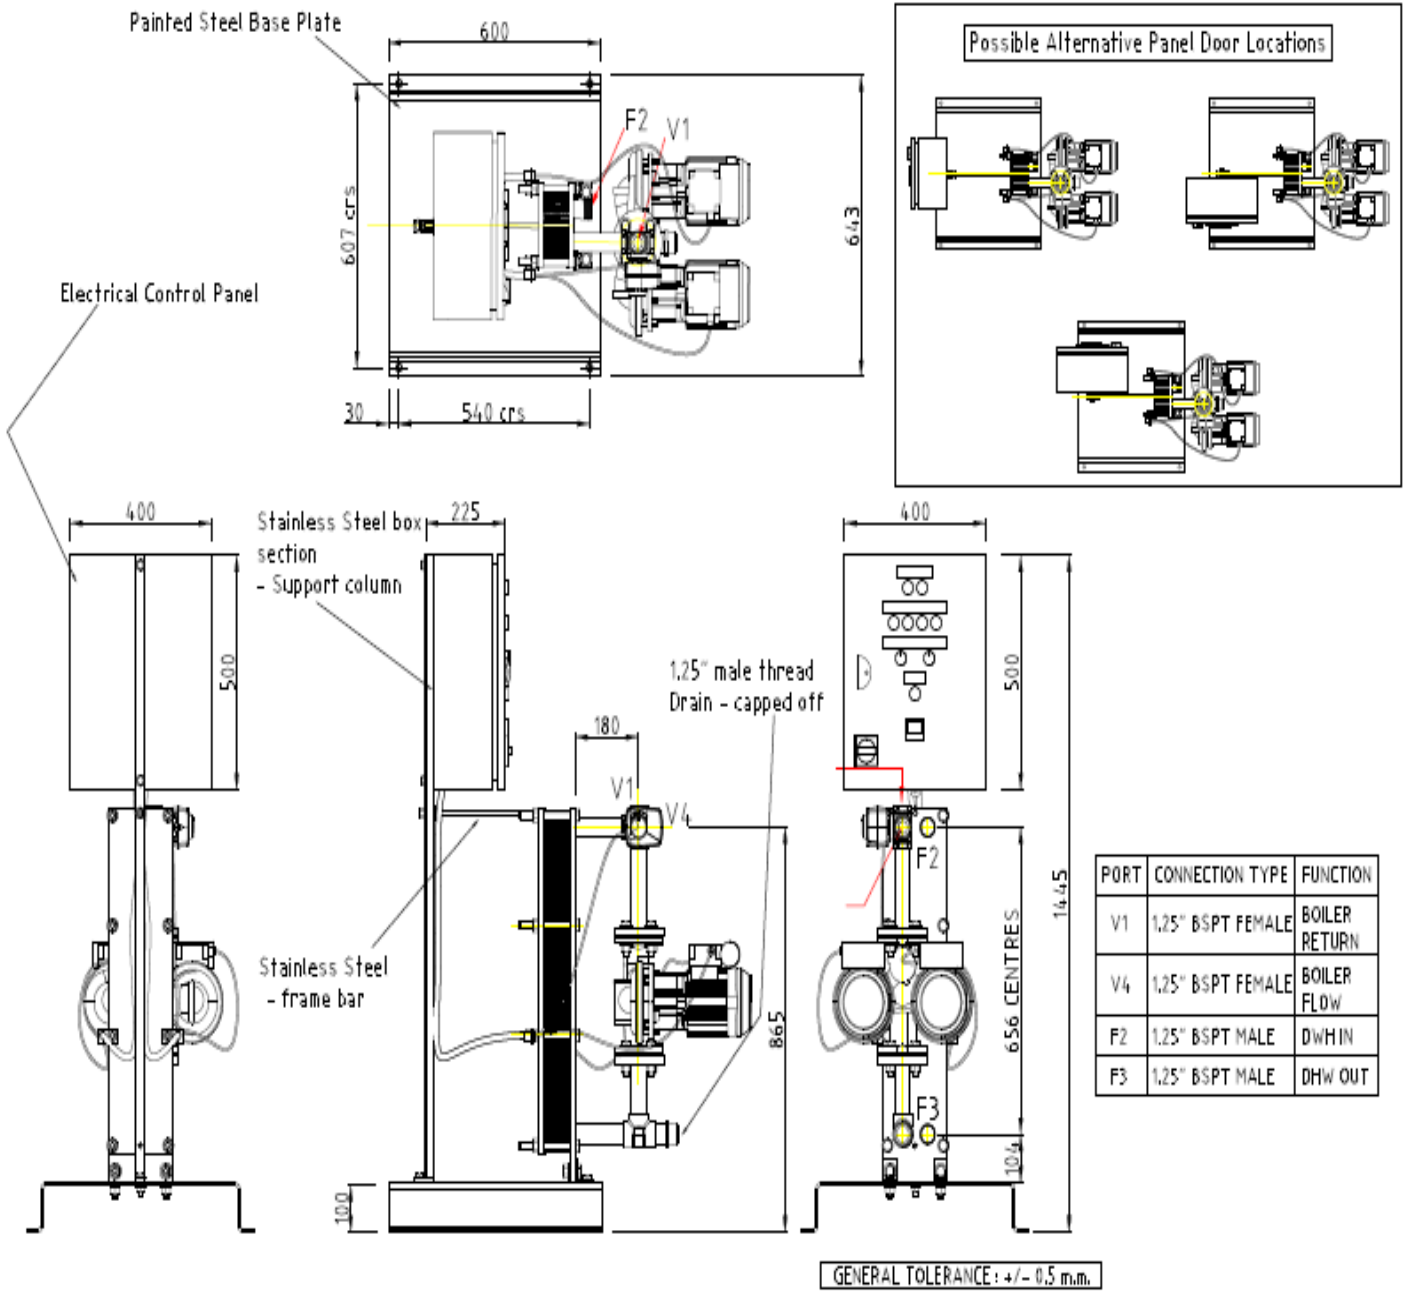 Painted Steel Base Plate
600
F2
V1
607 crs
643
30
540 crs
Electrical Control Panel
Possible Alternative Panel Door Locations
400
500
Stainless Steel box
section
- Support column
225
1.25" male thread
Drain - capped off
180
V1
V4
Stainless Steel
- frame bar
865
100
400
500
F2
656 CENTRES
F3
104
1445
PORT CONNECTION TYPE FUNCTION
V1 1.25" BSPT FEMALE BOILER
RETURN
V4 1.25" BSPT FEMALE BOILER
FLOW
F2 1.25" BSPT MALE DWH IN
F3 1.25" BSPT MALE DHW OUT
GENERAL TOLERANCE: +/- 0.5 m.m.